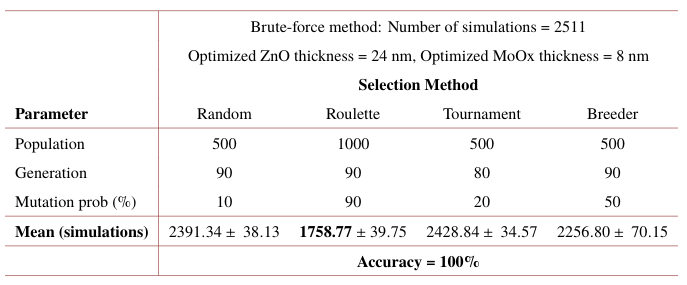 Brute-force method: Number of simulations = 2511
Optimized ZnO thickness = 24 nm, Optimized MoOx thickness = 8 nm
Selection Method
Parameter Random Roulette Tournament Breeder
Population 500 1000 500 500
Generation 90 90 80 90
Mutation prob (%) 10 90 20 50
Mean (simulations) 2391.34 ± 38.13 1758.77 ± 39.75 2428.84 ± 34.57 2256.80 ± 70.15
Accuracy = 100%